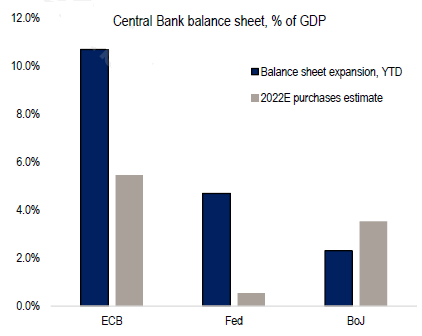 Central Bank balance sheet, % of GDP
12.0%
10.0%
8.0%
6.0%
4.0%
2.0%
0.0%
Balance sheet expansion, YTD
2022E purchases estimate
ECB
Fed
BoJ